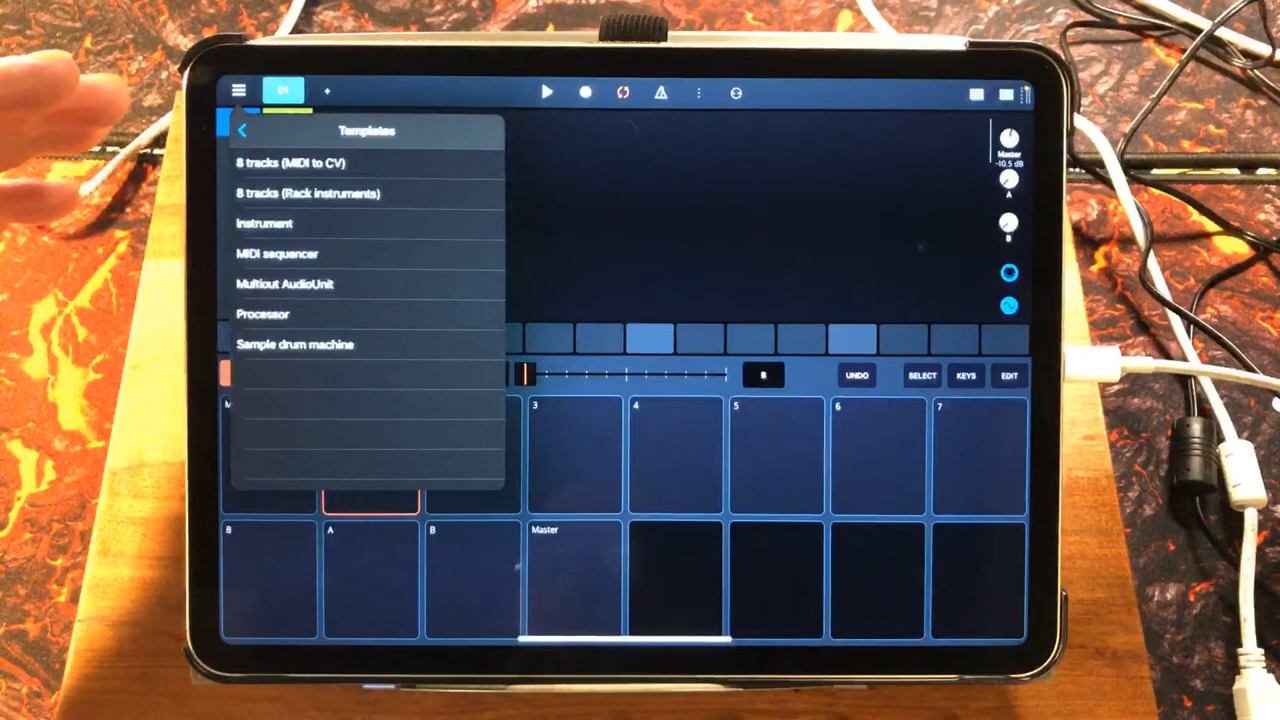 01 +
Templates
8 tracks (MIDI to CV)
8 tracks (Rack instruments)
Instrument
MIDI sequencer
Multiout AudioUnit
Processor
Sample drum machine
Master
-10.5 dB
A
B
UNDO SELECT KEYS EDIT
M 3 4 5 6 7
8 A B Master